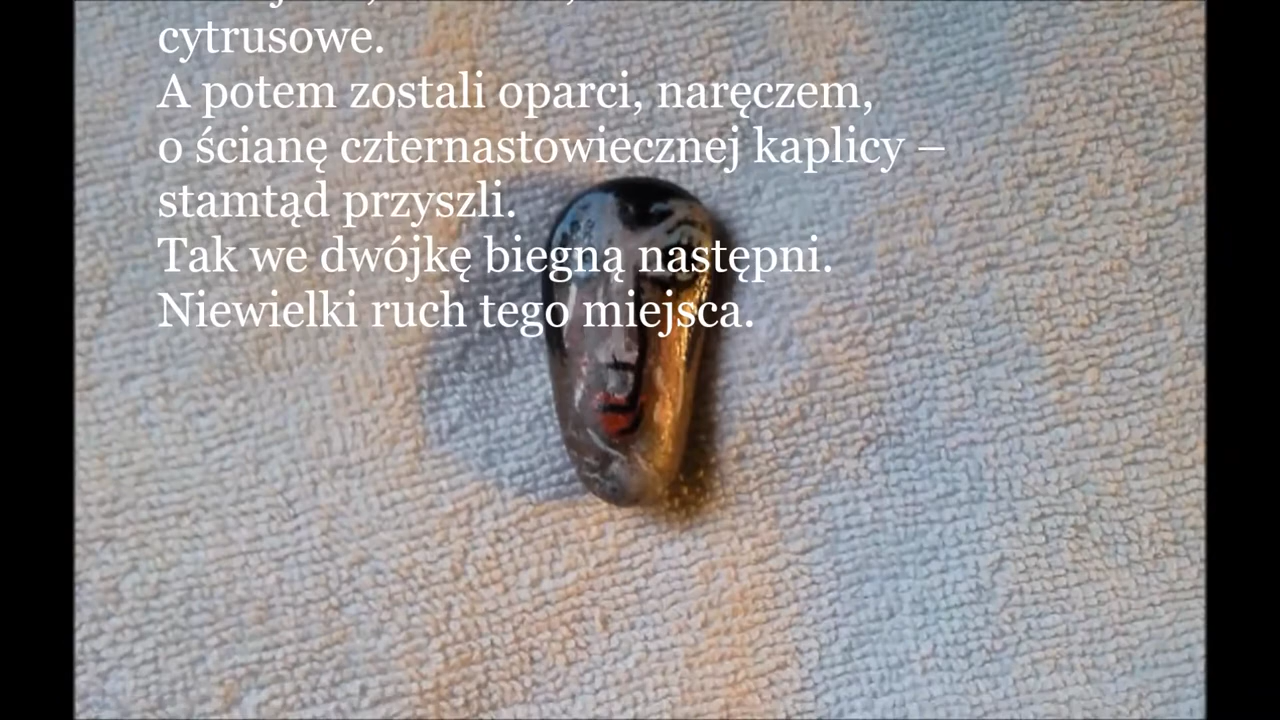 cytrusowe.
A potem zostali oparci, naręczem,
o ścianę czternastowiecznej kaplicy –
stamtąd przyszli.
Tak we dwójkę biegną następni.
Niewielki ruch tego miejsca.